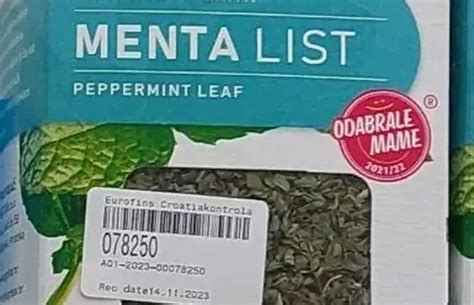 MENTA LIST
PEPPERMINT LEAF
®
ODABRALE
MAME
2021/22
Eurofins Croatiakontrola
078250
A01-2023-00078250
Rec date14.11.2023